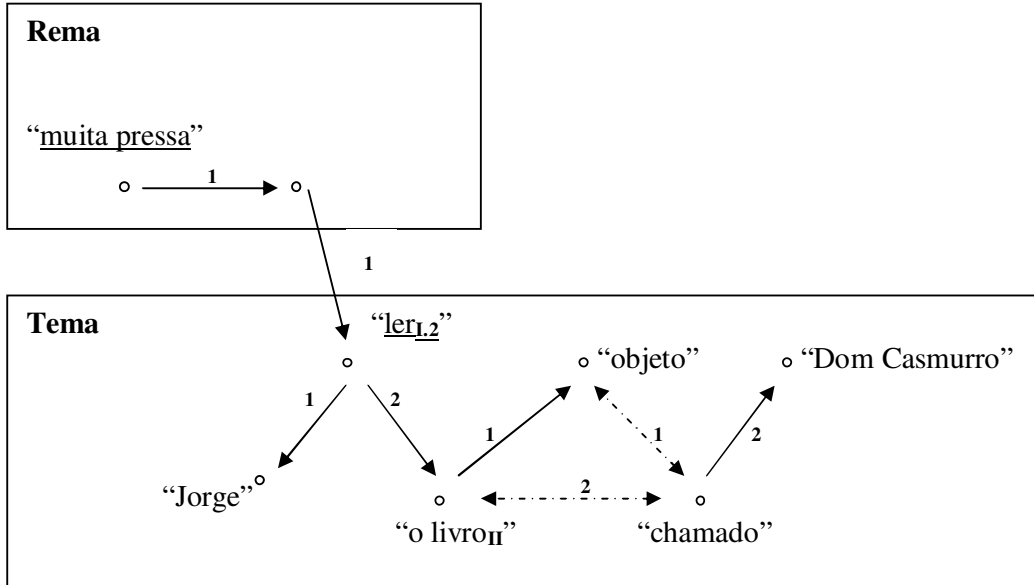 Rema
“muita pressa”
1
1
Tema
“lerI.2”
“objeto”
“Dom Casmurro”
1
2
1
1
2
“Jorge”
2
“o livroII”
“chamado”